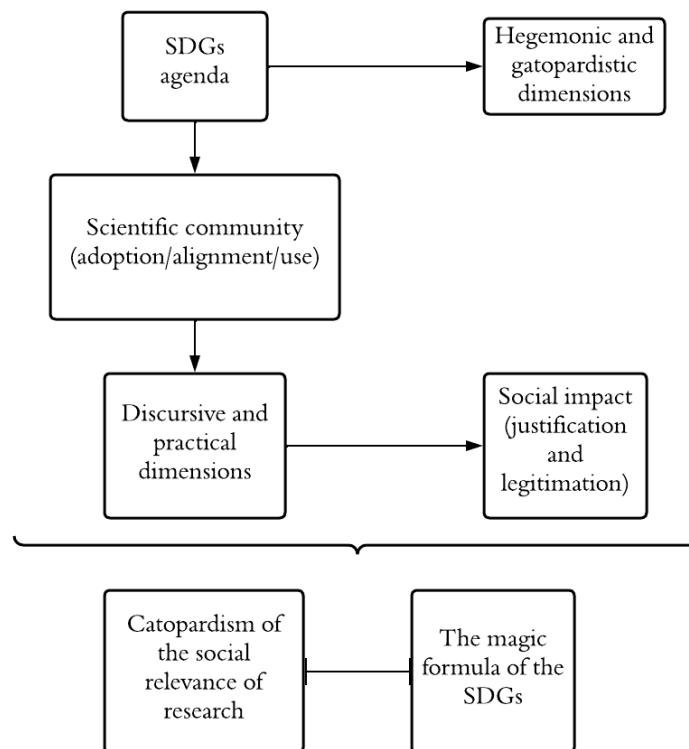 SDGs
agenda
Hegemonic and
gatopardistic
dimensions
Scientific community
(adoption/alignment/use)
Discursive and
practical
dimensions
Social impact
(justification
and
legitimation)
Catopardism of
the social
relevance of
research
The magic
formula of the
SDGs